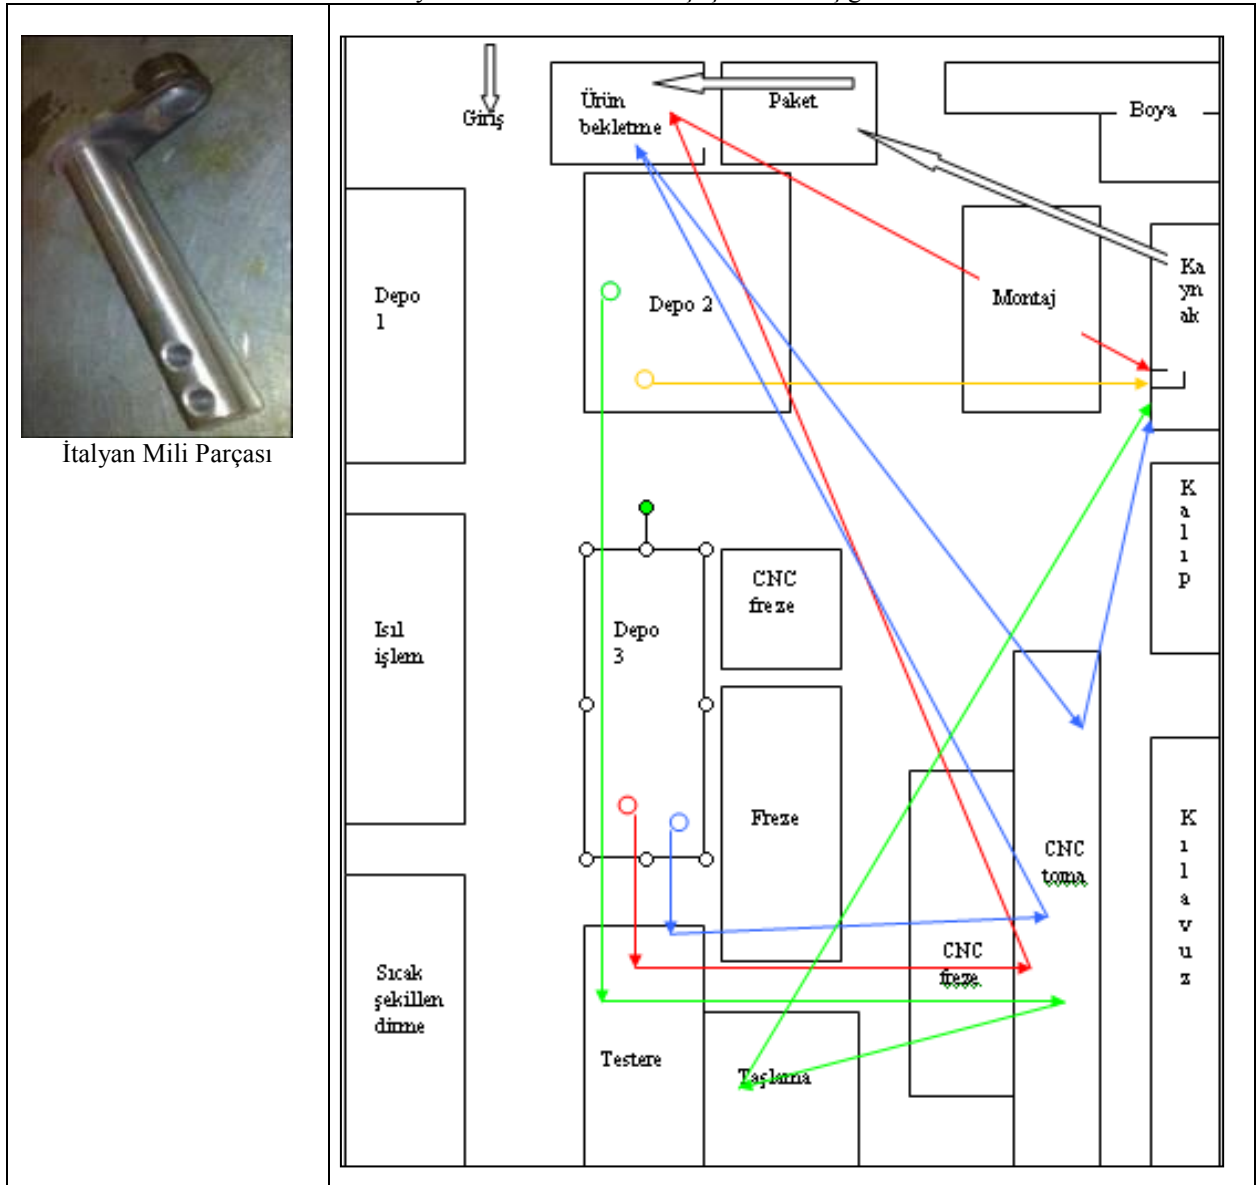 İtalyan Mili Parçası
Giriş
Ürün
bekletme
Paket
Boya
Depo
1
Depo 2
Montaj
Ka
yn
ak
K
a
l
ı
p
Isıl
işlem
Depo
3
CNC
freze
Freze
CNC
torna
K
ı
l
a
v
u
z
CNC
freze
Sıcak
şekillen
dirme
Testere
Taşlama